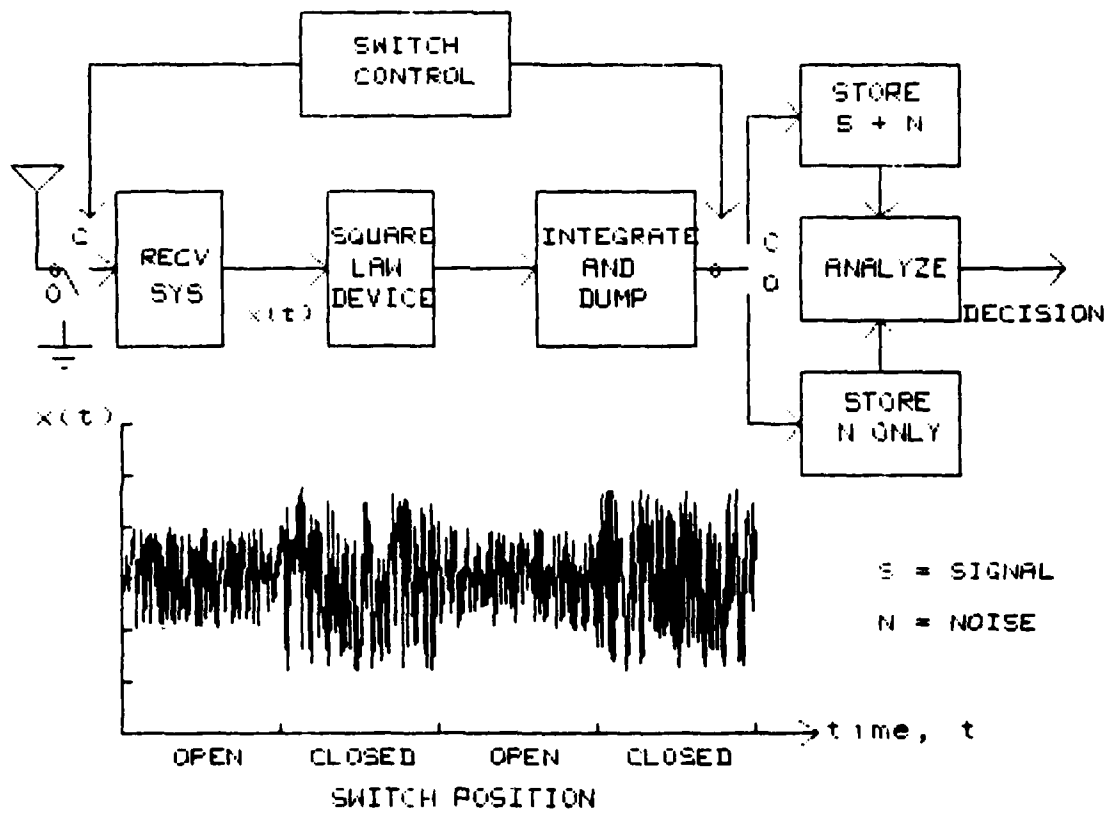 SWITCH
CONTROL
STORE
S + N
C
O
RECV
SYS
x(t)
SQUARE
LAW
DEVICE
INTEGRATE
AND
DUMP
C
O
ANALYZE
DECISION
STORE
N ONLY
x(t)
S = SIGNAL
N = NOISE
time, t
OPEN CLOSED OPEN CLOSED
SWITCH POSITION